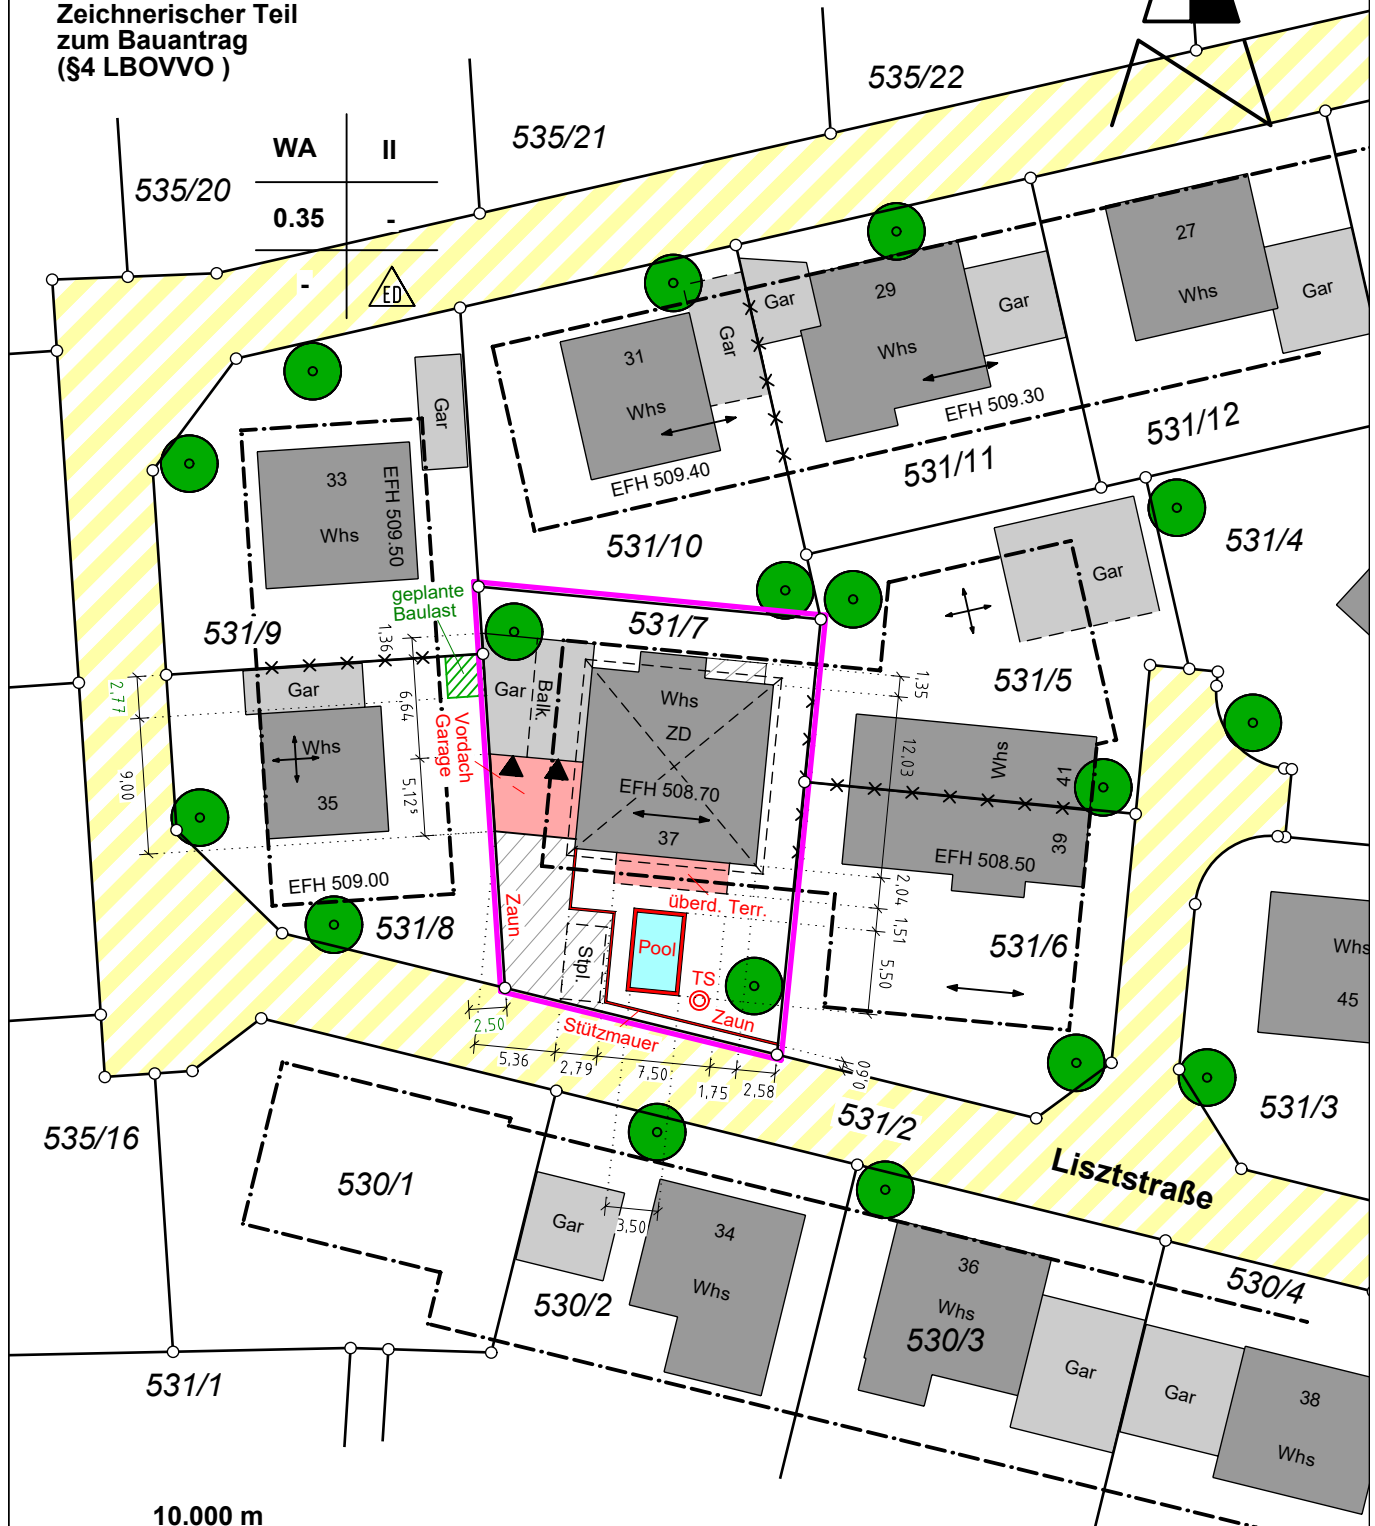 Zeichnerischer Teil
zum Bauantrag
(§4 LBOVVO )
535/22
535/21
535/20
WA
II
0.35
-
-
ED
27
Whs
Gar
29
Whs
Gar
Gar
Gar
31
Whs
EFH 509.30
EFH 509.40
531/12
531/11
531/10
531/4
Gar
33
Whs
EFH 509.50
Gar
geplante
Baulast
531/9
531/7
531/5
1,36
6,64
5,12⁵
2,77
9,00
Gar
Whs
35
EFH 509.00
531/8
Gar
Balk.
Vordach
Garage
Whs
ZD
EFH 508.70
37
1,35
12,03
2,04
1,51
5,50
Whs
41
39
EFH 508.50
531/6
Zaun
überd. Terr.
Stpl.
Pool
TS
Zaun
Stützmauer
Whs
45
2,50
5,36
2,79
7,50
1,75
2,58
0,60
531/2
531/3
Lisztstraße
535/16
530/1
Gar
3,50
34
Whs
530/2
36
Whs
530/3
530/4
Gar
Gar
38
Whs
531/1
10.000 m